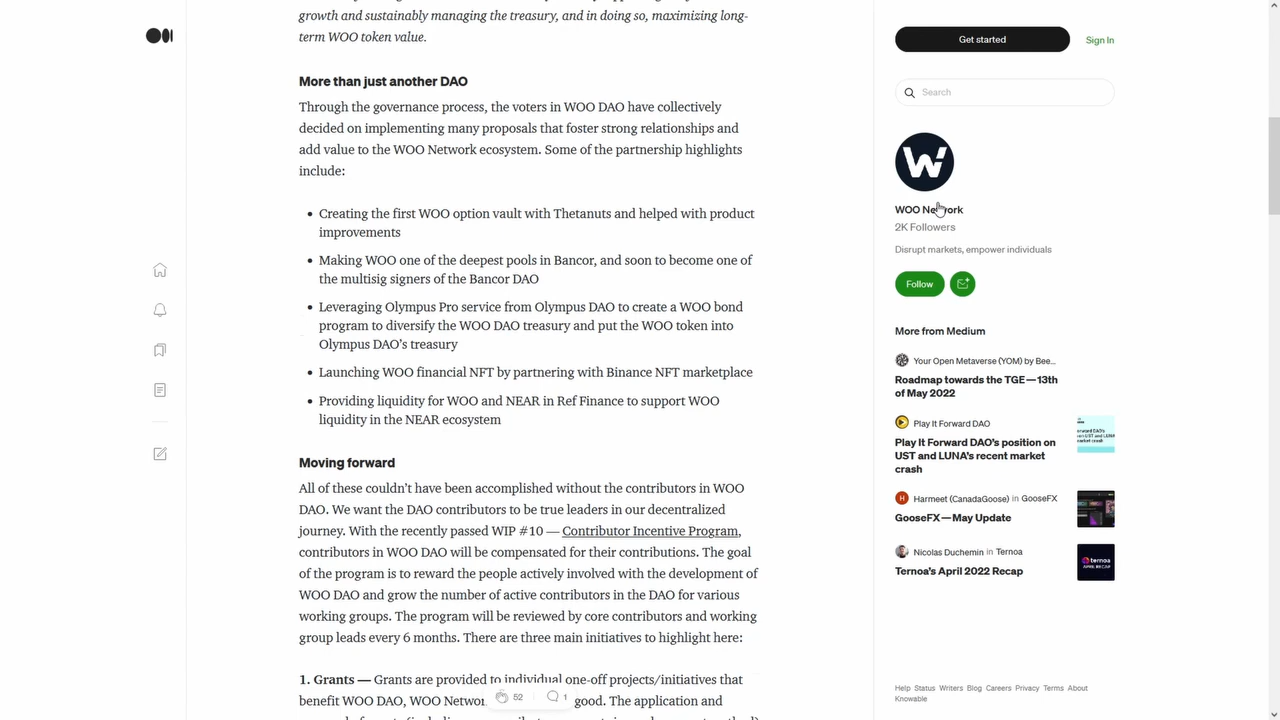 growth and sustainably managing the treasury, and in doing so, maximizing long-
term WOO token value.
More than just another DAO
Through the governance process, the voters in WOO DAO have collectively
decided on implementing many proposals that foster strong relationships and
add value to the WOO Network ecosystem. Some of the partnership highlights
include:
• Creating the first WOO option vault with Thetanuts and helped with product
improvements
• Making WOO one of the deepest pools in Bancor, and soon to become one of
the multisig signers of the Bancor DAO
• Leveraging Olympus Pro service from Olympus DAO to create a WOO bond
program to diversify the WOO DAO treasury and put the WOO token into
Olympus DAO's treasury
• Launching WOO financial NFT by partnering with Binance NFT marketplace
• Providing liquidity for WOO and NEAR in Ref Finance to support WOO
liquidity in the NEAR ecosystem
Moving forward
All of these couldn't have been accomplished without the contributors in WOO
DAO. We want the DAO contributors to be true leaders in our decentralized
journey. With the recently passed WIP #10 — Contributor Incentive Program,
contributors in WOO DAO will be compensated for their contributions. The goal
of the program is to reward the people actively involved with the development of
WOO DAO and grow the number of active contributors in the DAO for various
working groups. The program will be reviewed by core contributors and working
group leads every 6 months. There are three main initiatives to highlight here:
1. Grants — Grants are provided to individual one-off projects/initiatives that
benefit WOO DAO, WOO Networ good. The application and
52 1
Get started Sign In
Search
W
WOO Network
2K Followers
Disrupt markets, empower individuals
Follow
More from Medium
Your Open Metaverse (YOM) by Bee...
Roadmap towards the TGE — 13th
of May 2022
Play It Forward DAO
Play It Forward DAO's position on
UST and LUNA's recent market
crash
H Harmeet (CanadaGoose) in GooseFX
GooseFX — May Update
Nicolas Duchemin in Ternoa
Ternoa's April 2022 Recap
ternoa
APRIL RECAP
Help Status Writers Blog Careers Privacy Terms About
Knowable